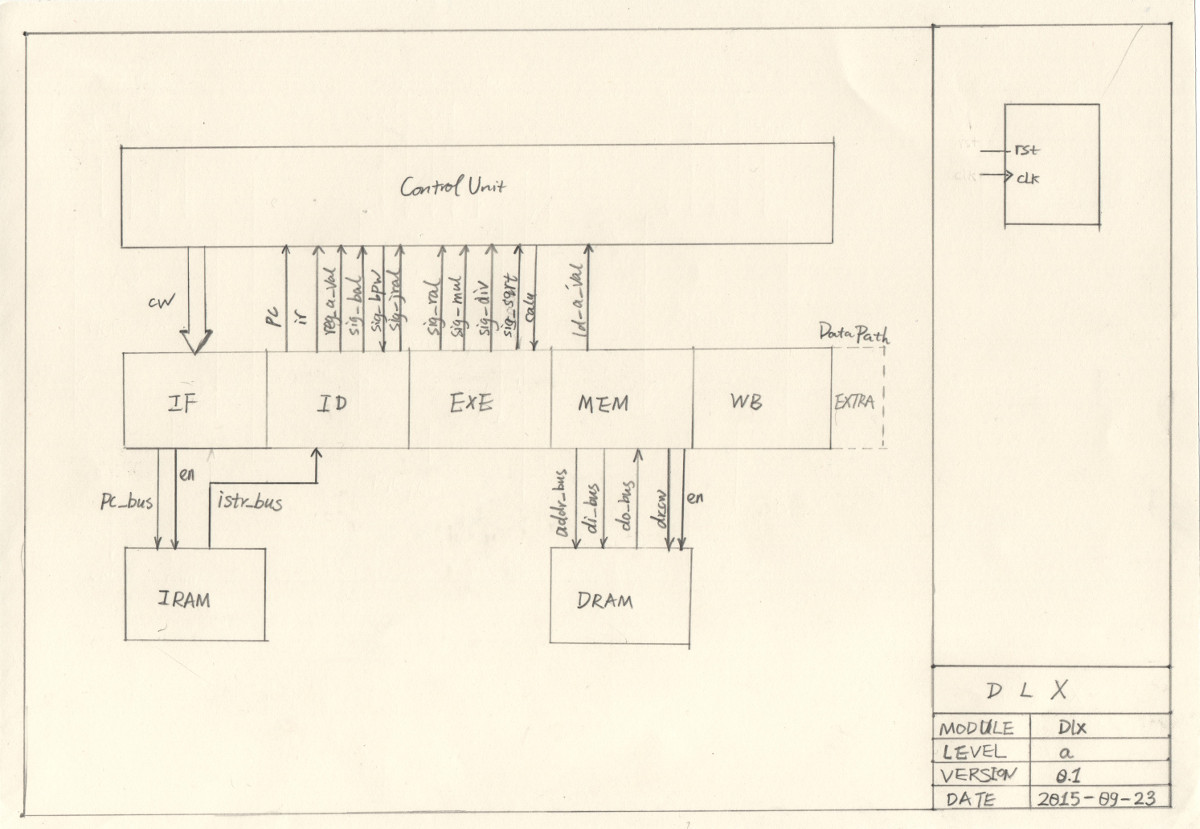 Control Unit
rst
clk
cw
pc
ir
reg_a_val
sig_bal
sig_bpw
sig_jral
sig_ral
sig_mul
sig_div
sig_sqrt
calu
ld_a_val
DataPath
IF
ID
EXE
MEM
WB
EXTRA
Pc_bus
en
istr_bus
addr_bus
di_bus
do_bus
drcw
en
IRAM
DRAM
DLX
MODULE Dlx
LEVEL a
VERSION 0.1
DATE 2015-09-23